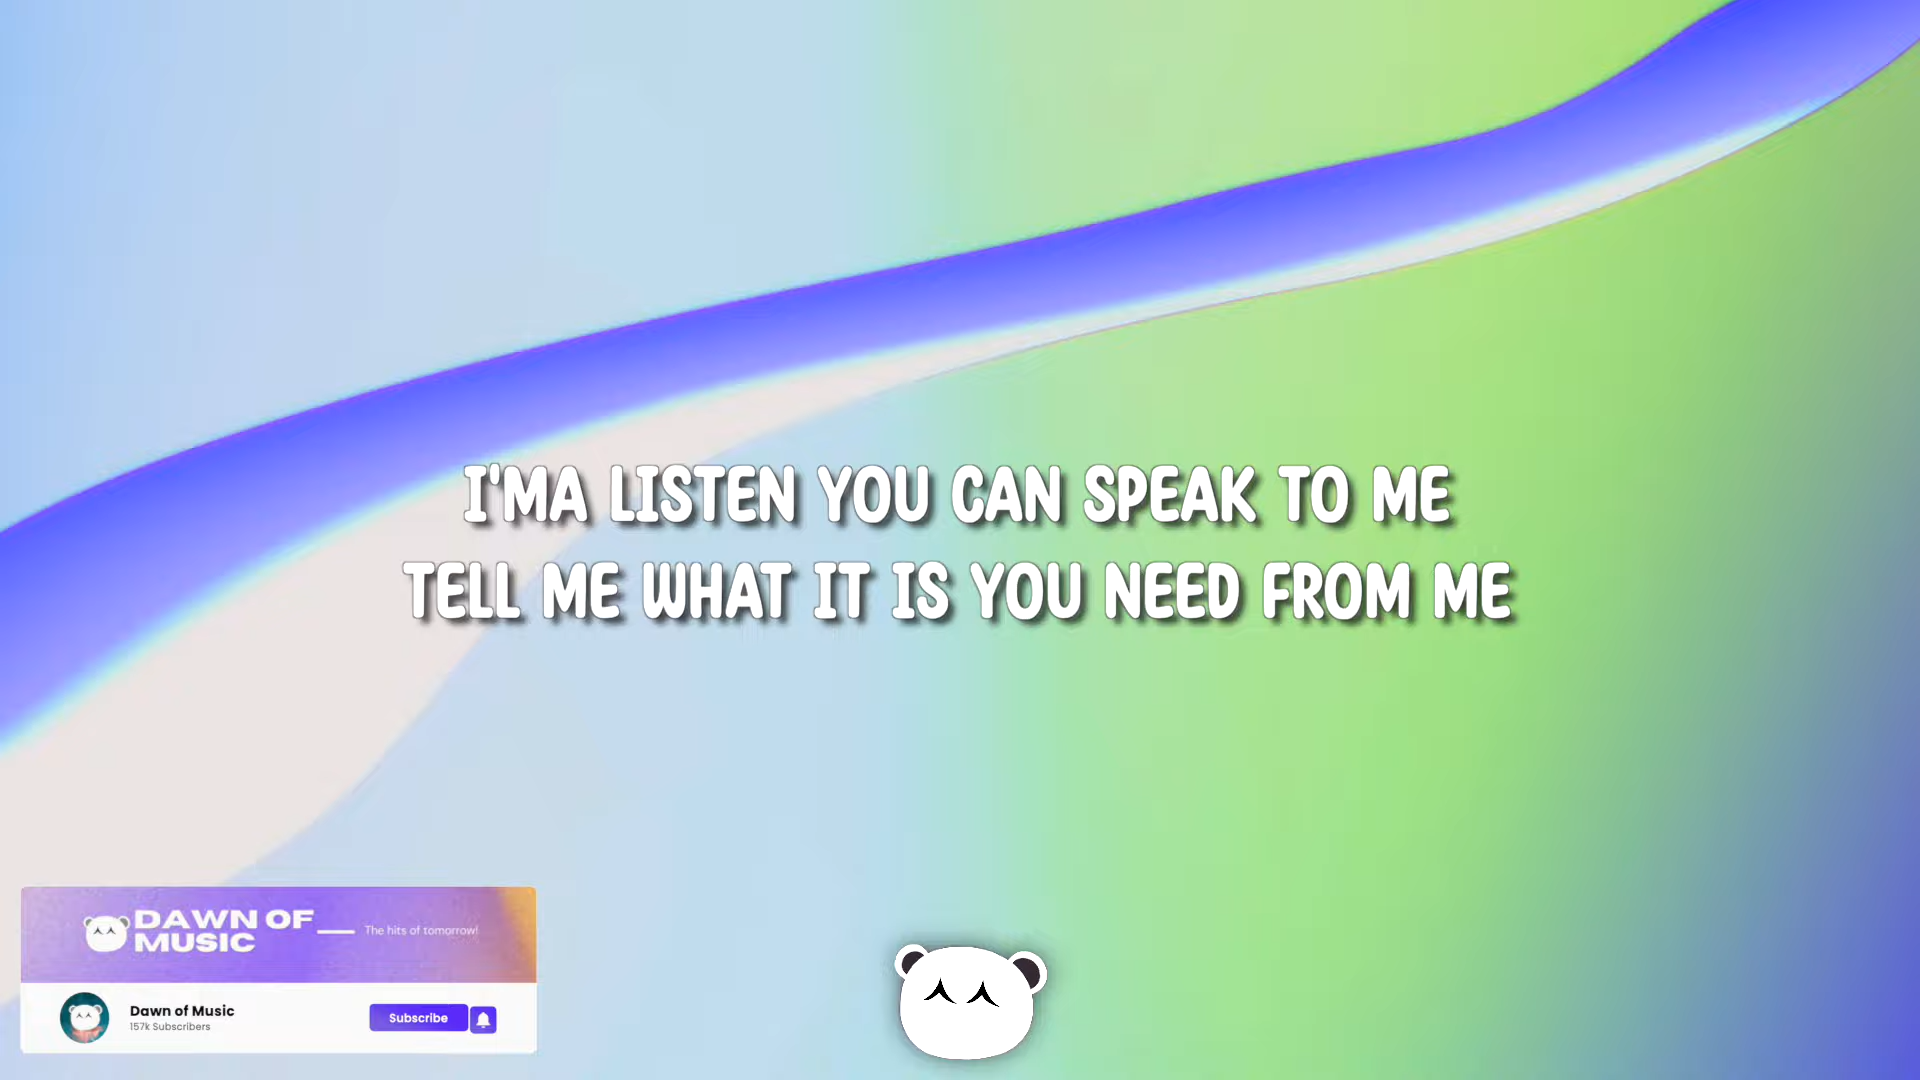 I'MA LISTEN YOU CAN SPEAK TO ME
TELL ME WHAT IT IS YOU NEED FROM ME
DAWN OF
MUSIC
The hits of tomorrow!
Dawn of Music
157k Subscribers
Subscribe